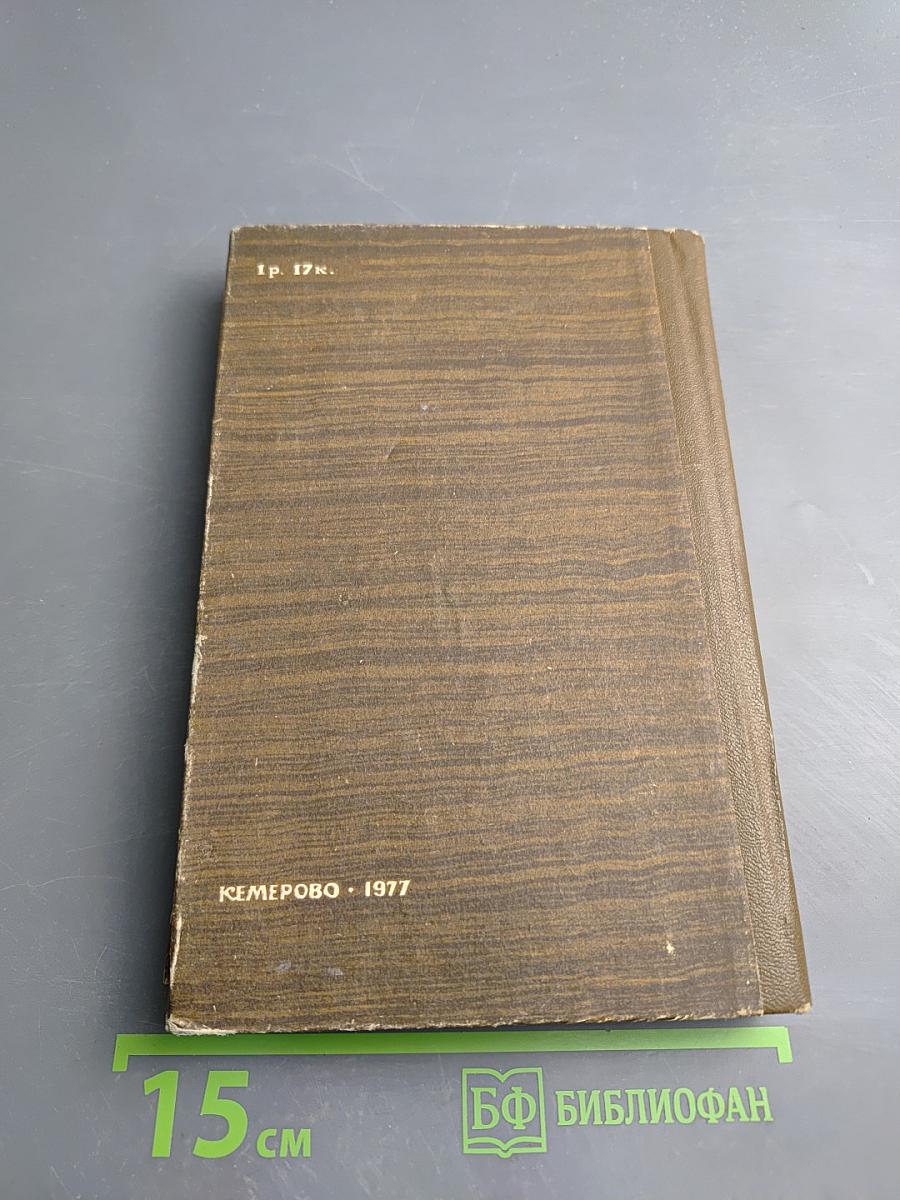 1р. 17к.
КЕМЕРОВО · 1977
15 см
БФ БИБЛИОФАН